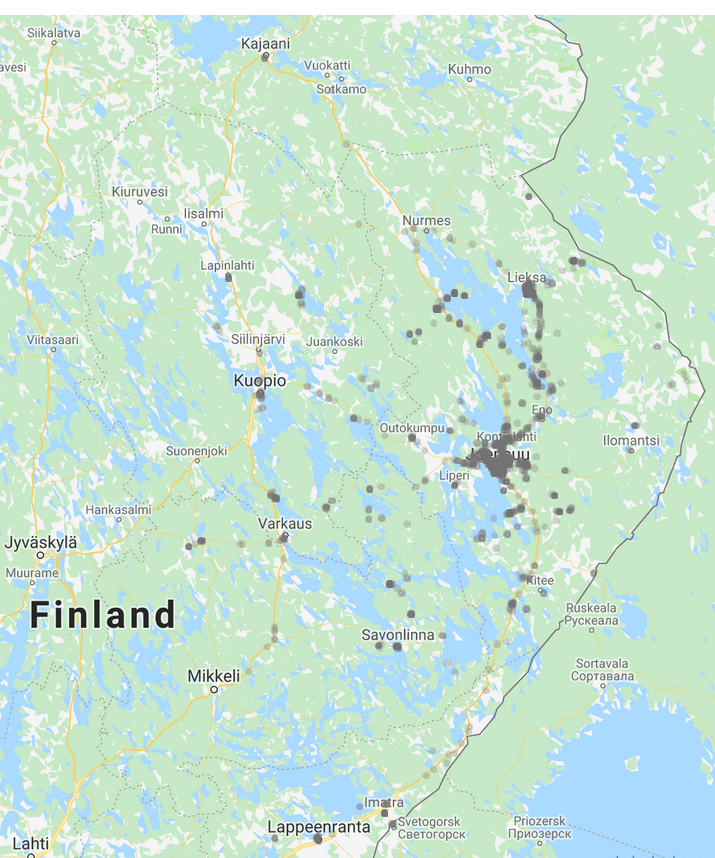 Siikalatva
Kajaani
avesi
Vuokatti
Kuhmo
Sotkamo
Kiuruvesi
Iisalmi
Runni
Nurmes
Lapinlahti
Lieksa
Viitasaari
Siilinjärvi
Juankoski
Kuopio
Eno
Outokumpu
Kontiolahti
Ilomantsi
Joensuu
Suonenjoki
Liperi
Hankasalmi
Varkaus
Jyväskylä
Muurame
Kitee
Finland
Ruskeala
Рускеала
Savonlinna
Sortavala
Сортавала
Mikkeli
Imatra
Lappeenranta
Svetogorsk
Светогорск
Priozersk
Приозерск
Lahti